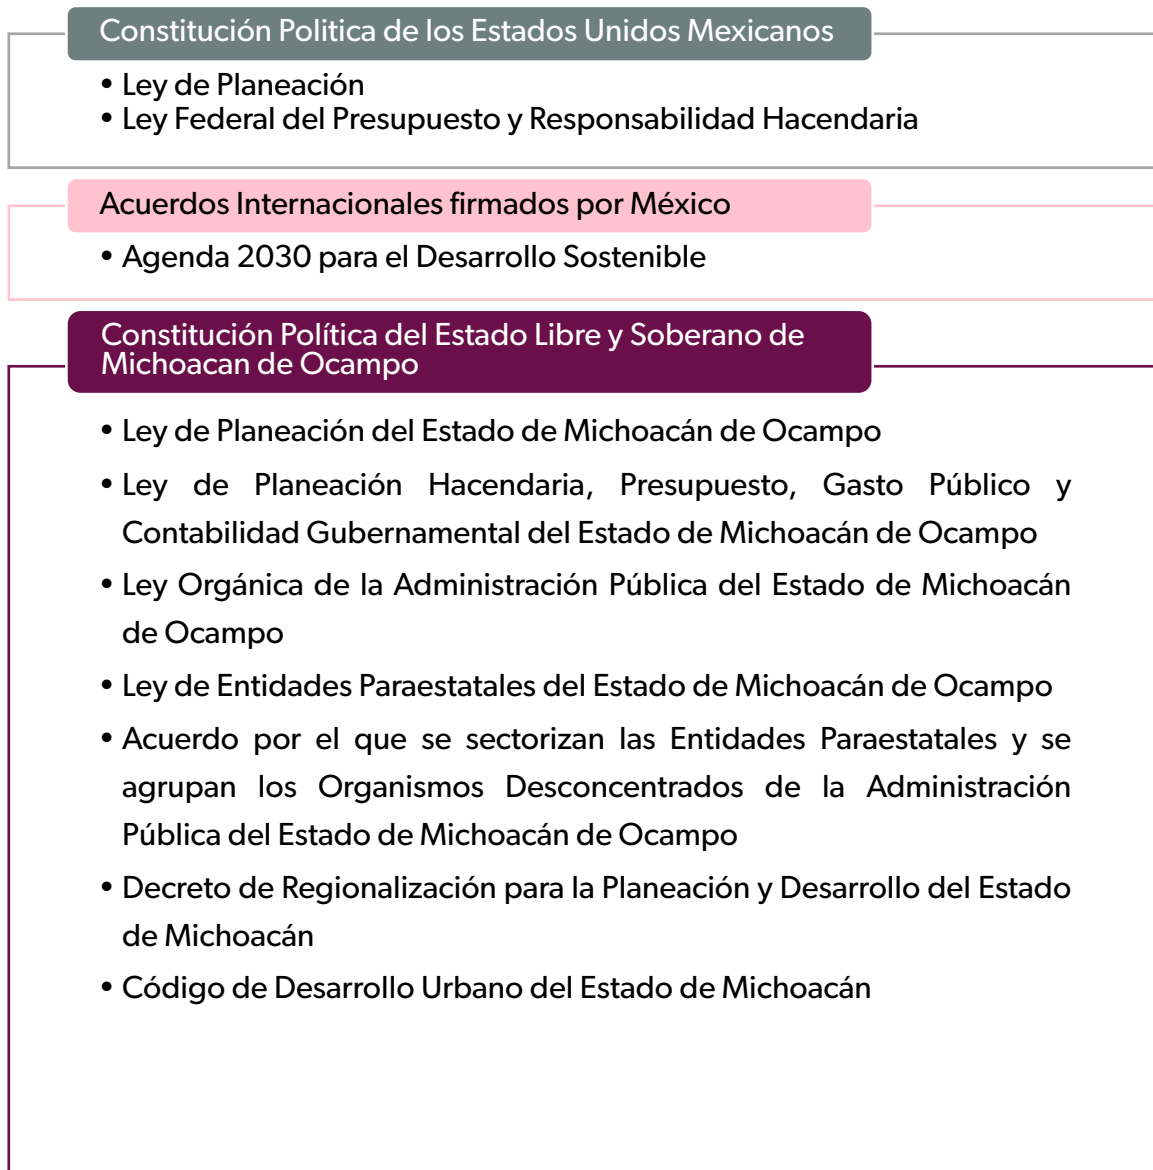 Constitución Politica de los Estados Unidos Mexicanos
• Ley de Planeación
• Ley Federal del Presupuesto y Responsabilidad Hacendaria
Acuerdos Internacionales firmados por México
• Agenda 2030 para el Desarrollo Sostenible
Constitución Política del Estado Libre y Soberano de
Michoacan de Ocampo
• Ley de Planeación del Estado de Michoacán de Ocampo
• Ley de Planeación Hacendaria, Presupuesto, Gasto Público y
Contabilidad Gubernamental del Estado de Michoacán de Ocampo
• Ley Orgánica de la Administración Pública del Estado de Michoacán
de Ocampo
• Ley de Entidades Paraestatales del Estado de Michoacán de Ocampo
• Acuerdo por el que se sectorizan las Entidades Paraestatales y se
agrupan los Organismos Desconcentrados de la Administración
Pública del Estado de Michoacán de Ocampo
• Decreto de Regionalización para la Planeación y Desarrollo del Estado
de Michoacán
• Código de Desarrollo Urbano del Estado de Michoacán